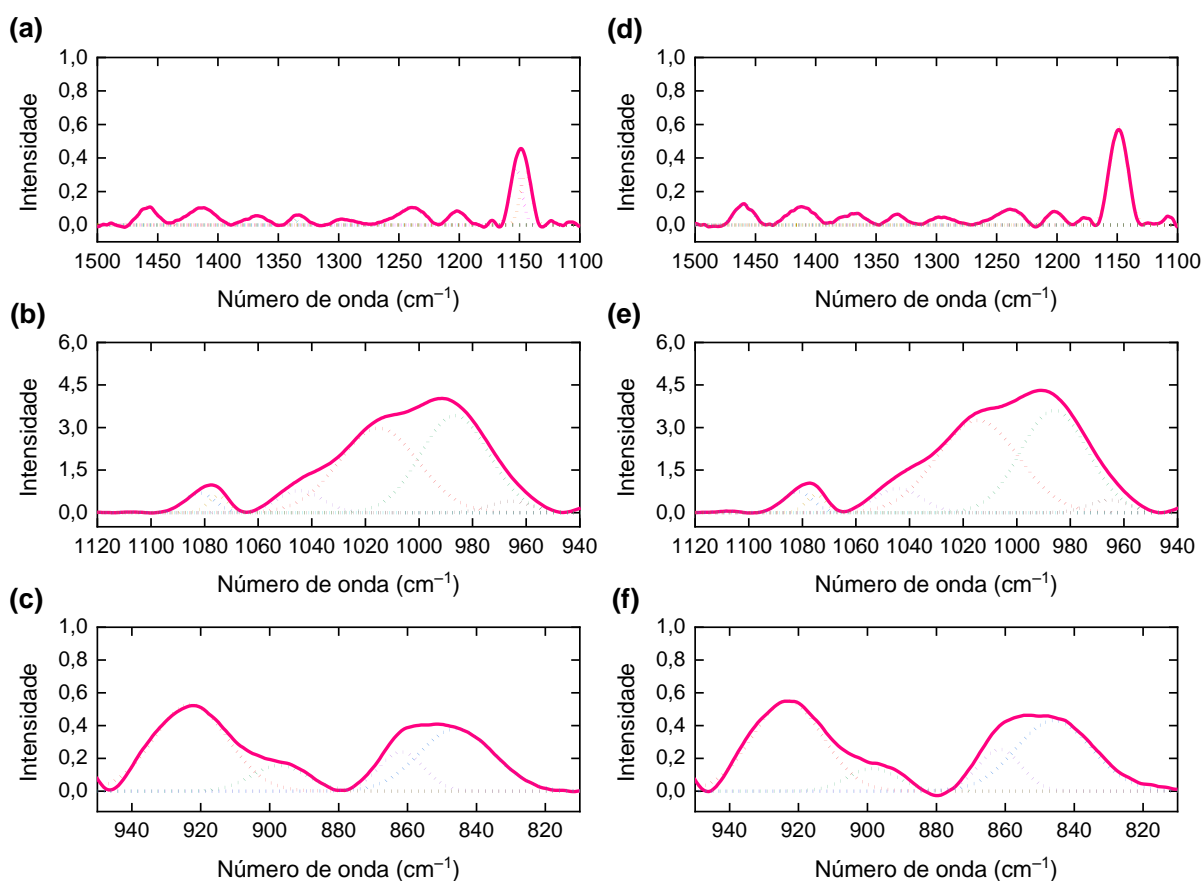 (a)
1,0
0,8
0,6
0,4
0,2
0,0
Intensidade
1500 1450 1400 1350 1300 1250 1200 1150 1100
Número de onda (cm⁻¹)
(d)
1,0
0,8
0,6
0,4
0,2
0,0
Intensidade
1500 1450 1400 1350 1300 1250 1200 1150 1100
Número de onda (cm⁻¹)
(b)
6,0
4,5
3,0
1,5
0,0
Intensidade
1120 1100 1080 1060 1040 1020 1000 980 960 940
Número de onda (cm⁻¹)
(e)
6,0
4,5
3,0
1,5
0,0
Intensidade
1120 1100 1080 1060 1040 1020 1000 980 960 940
Número de onda (cm⁻¹)
(c)
1,0
0,8
0,6
0,4
0,2
0,0
Intensidade
940 920 900 880 860 840 820
Número de onda (cm⁻¹)
(f)
1,0
0,8
0,6
0,4
0,2
0,0
Intensidade
940 920 900 880 860 840 820
Número de onda (cm⁻¹)